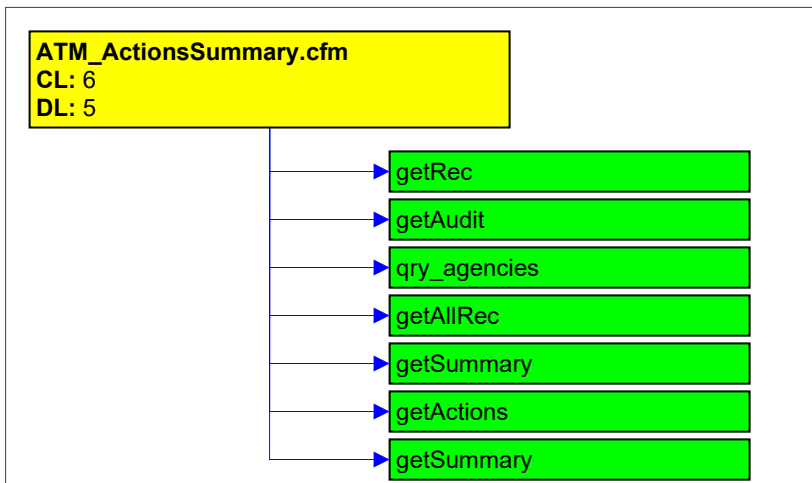 ATM_ActionsSummary.cfm
CL: 6
DL: 5
getRec
getAudit
qry_agencies
getAllRec
getSummary
getActions
getSummary